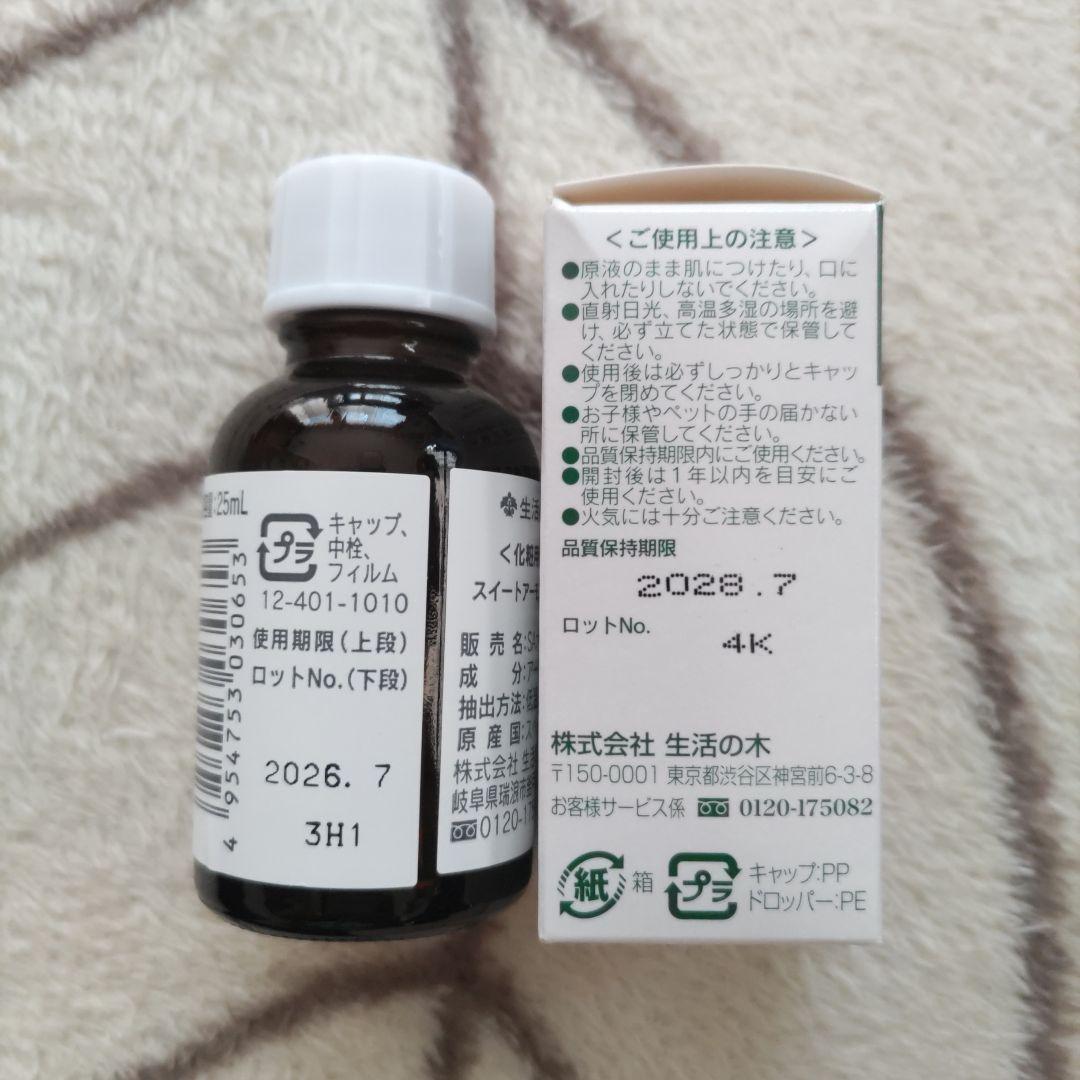 :25mL
プラ
キャップ、
中栓、
フィルム
12-401-1010
使用期限(上段)
ロットNo.(下段)
2026. 7
3H1
4954753030653
生活
<化粧用
スイートアー
販売名:SA
成分:アー
抽出方法:低温
原産国:ス
株式会社 生
岐阜県瑞浪市釜
0120-17
<ご使用上の注意>
●原液のまま肌につけたり、口に
入れたりしないでください。
●直射日光、高温多湿の場所を避
け、必ず立てた状態で保管して
ください。
●使用後は必ずしっかりとキャッ
プを閉めてください。
●お子様やペットの手の届かない
所に保管してください。
●品質保持期限内にご使用ください。
●開封後は1年以内を目安にご
使用ください。
●火気には十分ご注意ください。
品質保持期限
2028.7
ロットNo.
4K
株式会社 生活の木
〒150-0001 東京都渋谷区神宮前6-3-8
お客様サービス係 0120-175082
紙 箱
プラ キャップ:PP
ドロッパー:PE